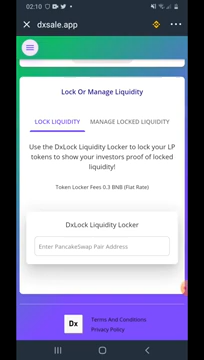 02:10
dxsale.app
Lock Or Manage Liquidity
LOCK LIQUIDITY
MANAGE LOCKED LIQUIDITY
Use the DxLock Liquidity Locker to lock your LP
tokens to show your investors proof of locked
liquidity!
Token Locker Fees 0.3 BNB (Flat Rate)
DxLock Liquidity Locker
Enter PancakeSwap Pair Address
Dx
Terms And Conditions
Privacy Policy